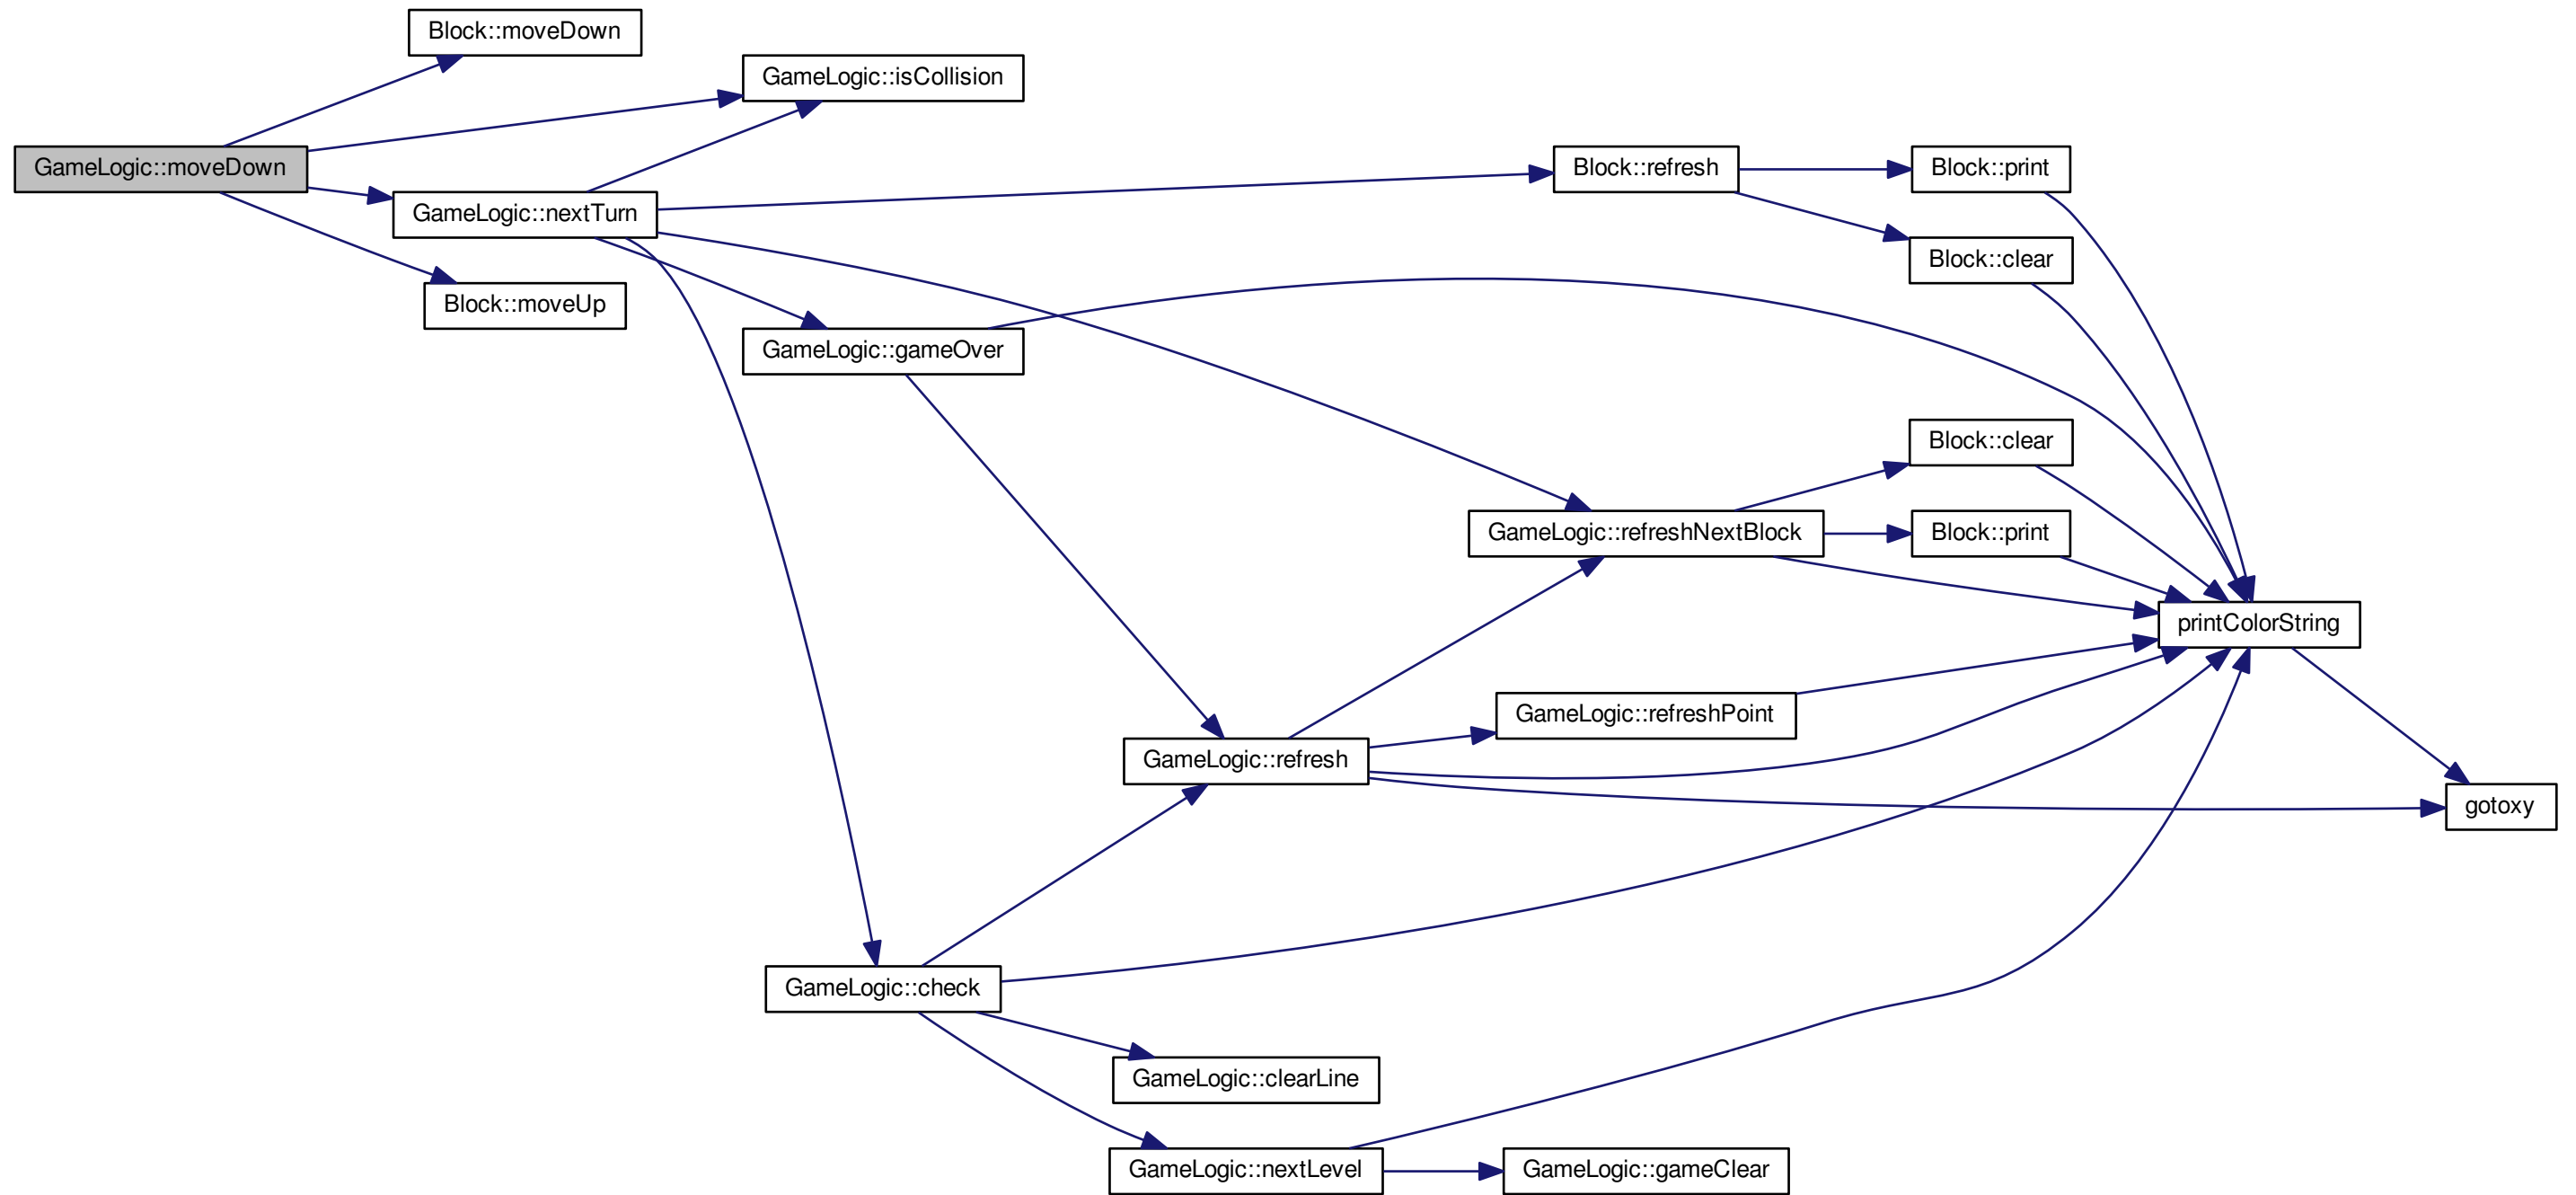 Block::moveDown
GameLogic::isCollision
GameLogic::moveDown
Block::refresh
Block::print
GameLogic::nextTurn
Block::clear
Block::moveUp
GameLogic::gameOver
Block::clear
GameLogic::refreshNextBlock
Block::print
printColorString
GameLogic::refreshPoint
GameLogic::refresh
gotoxy
GameLogic::check
GameLogic::clearLine
GameLogic::nextLevel
GameLogic::gameClear